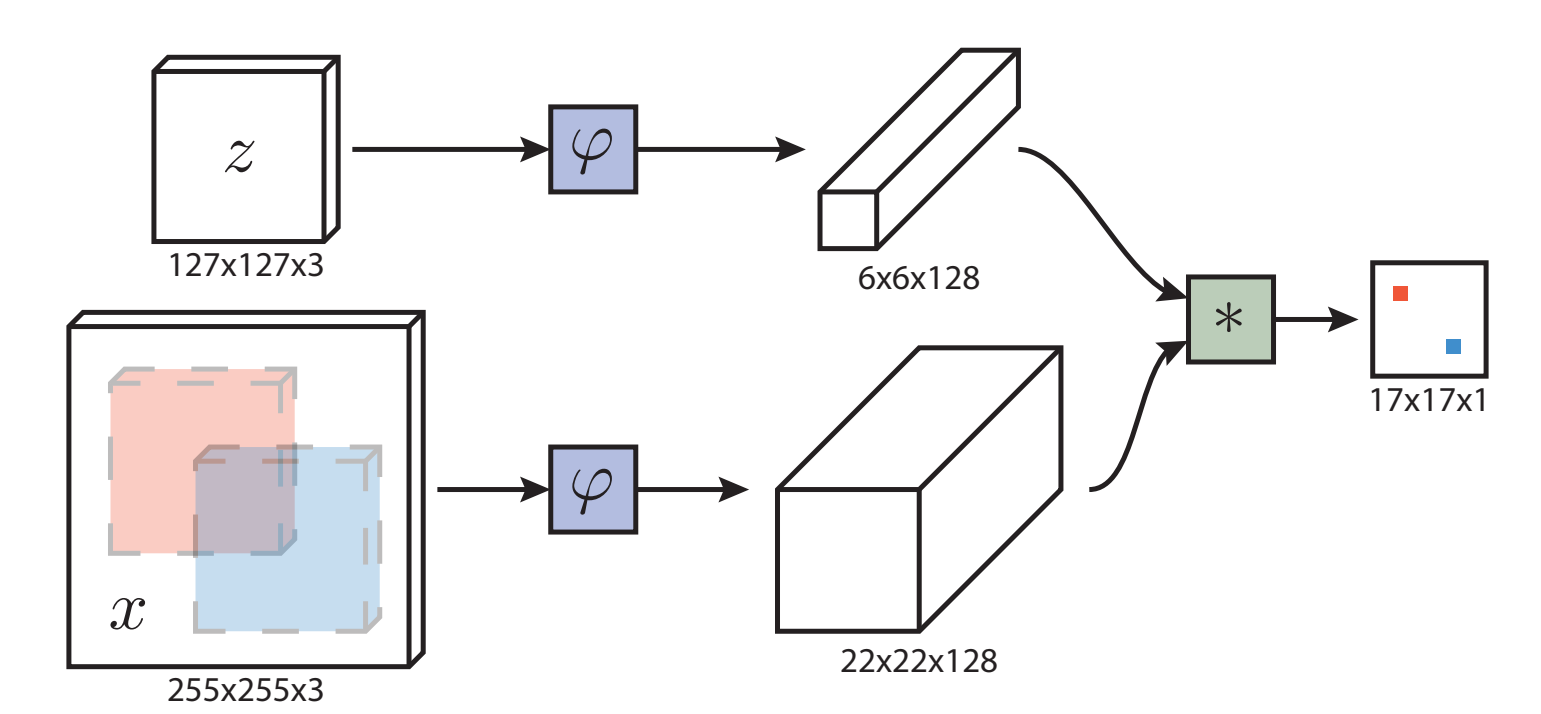 z
127x127x3
φ
6x6x128
*
17x17x1
x
255x255x3
φ
22x22x128